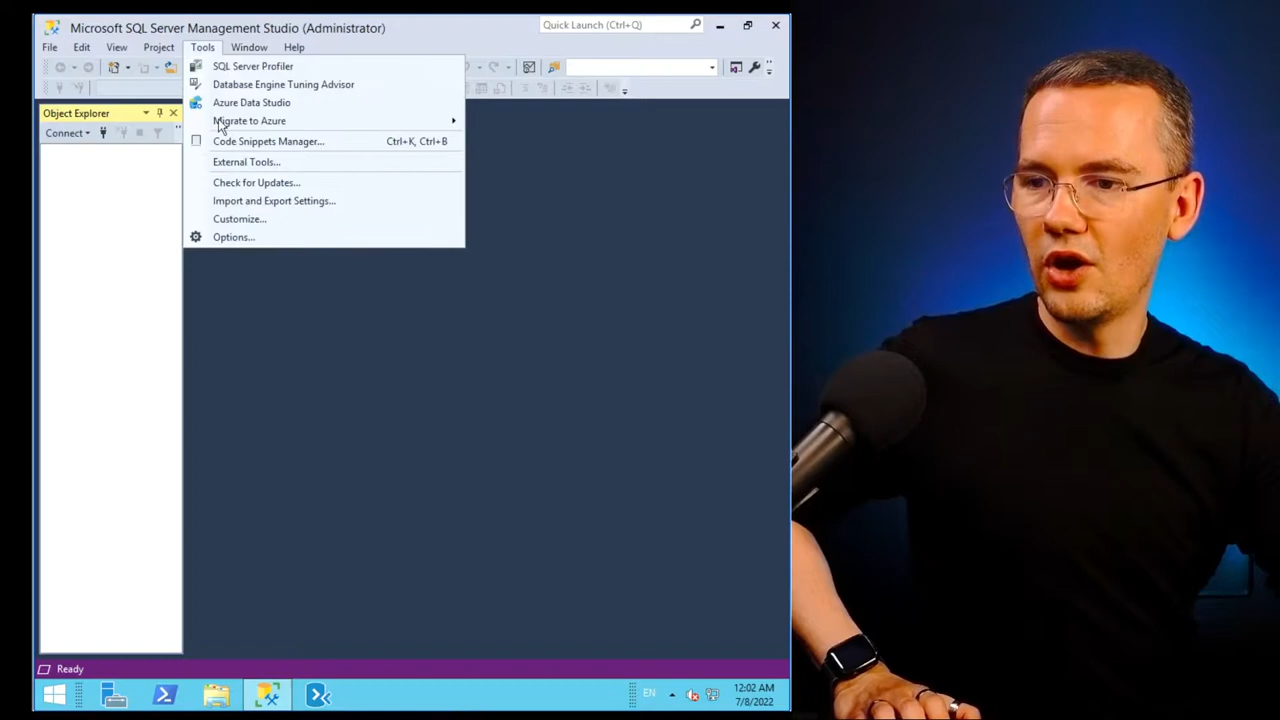 Microsoft SQL Server Management Studio (Administrator)
Quick Launch (Ctrl+Q)
File Edit View Project Tools Window Help
SQL Server Profiler
Database Engine Tuning Advisor
Azure Data Studio
Migrate to Azure
Code Snippets Manager... Ctrl+K, Ctrl+B
External Tools...
Check for Updates...
Import and Export Settings...
Customize...
Options...
Object Explorer
Connect
Ready
EN
12:02 AM
7/8/2022